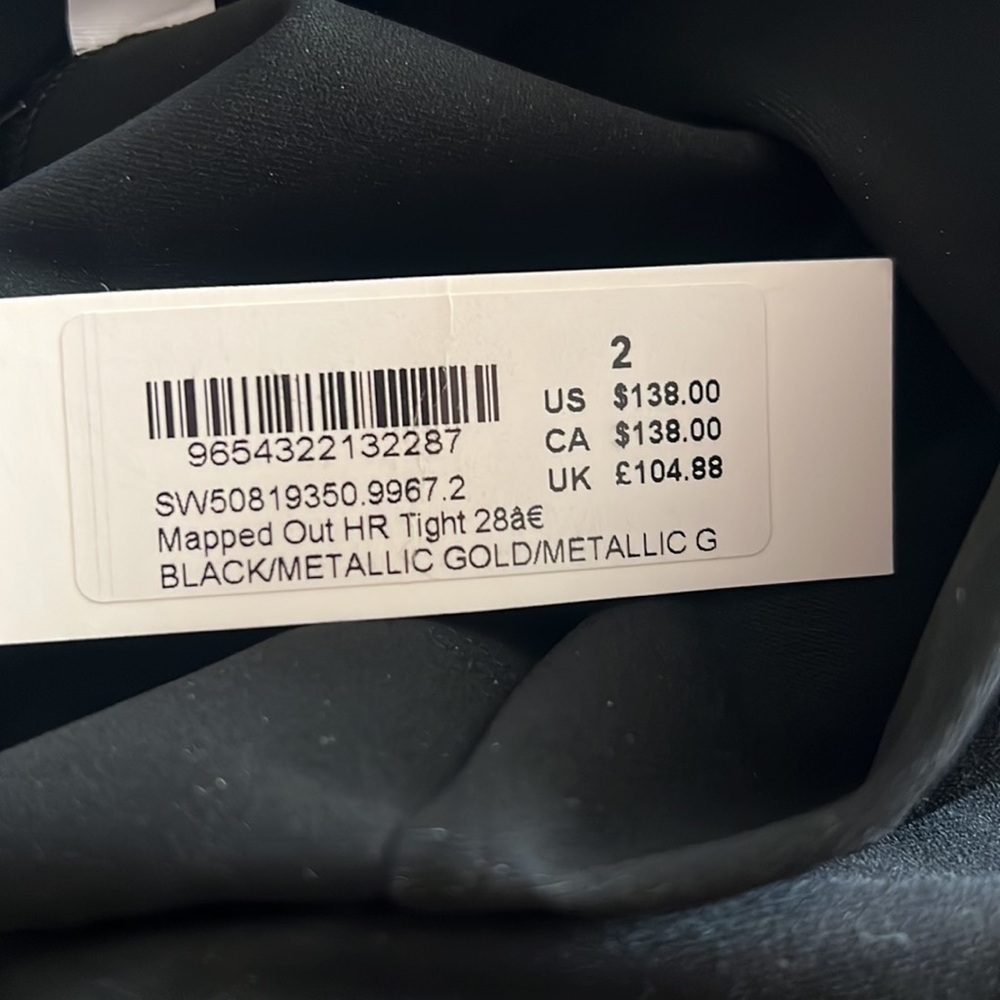 2
US $138.00
CA $138.00
UK £104.88
9654322132287
SW50819350.9967.2
Mapped Out HR Tight 28â€
BLACK/METALLIC GOLD/METALLIC G